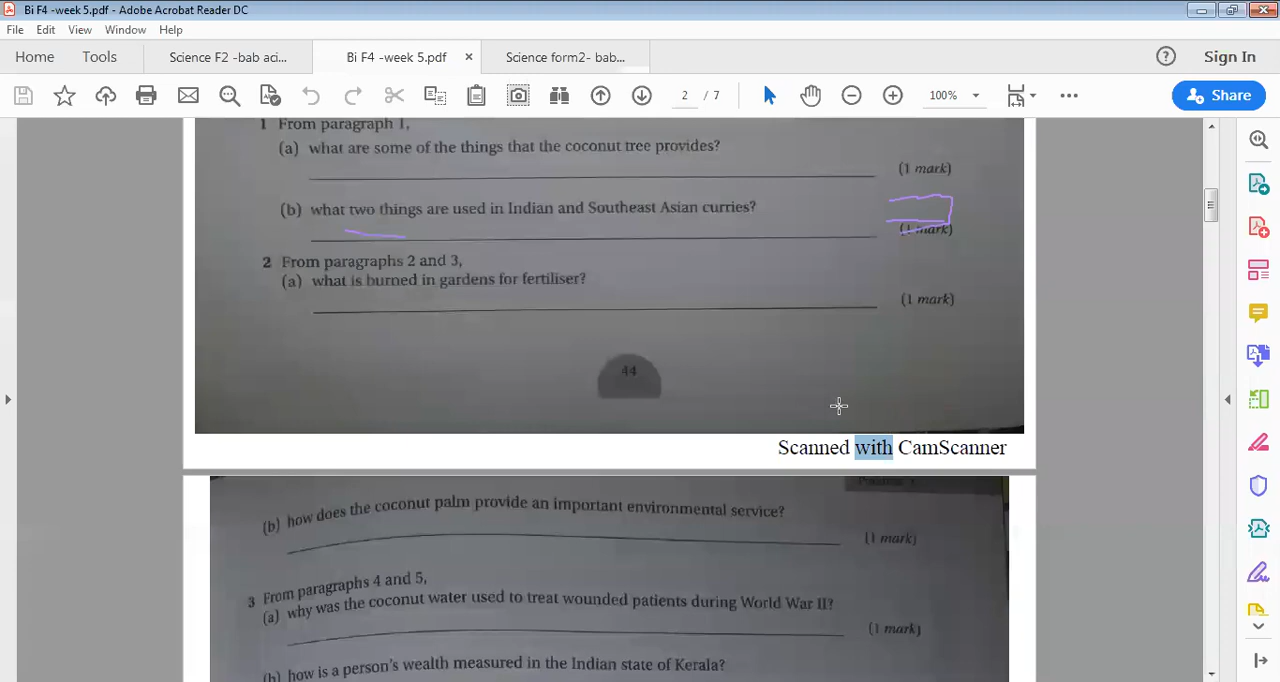 Bi F4 -week 5.pdf - Adobe Acrobat Reader DC
File Edit View Window Help
Home Tools Science F2 -bab aci... Bi F4 -week 5.pdf × Science form2- bab... Sign In
2 / 7 100% Share
1 From paragraph 1,
(a) what are some of the things that the coconut tree provides?
(1 mark)
(b) what two things are used in Indian and Southeast Asian curries?
(1 mark)
2 From paragraphs 2 and 3,
(a) what is burned in gardens for fertiliser?
(1 mark)
44
Scanned with CamScanner
(b) how does the coconut palm provide an important environmental service?
(1 mark)
3 From paragraphs 4 and 5,
(a) why was the coconut water used to treat wounded patients during World War II?
(1 mark)
(b) how is a person's wealth measured in the Indian state of Kerala?